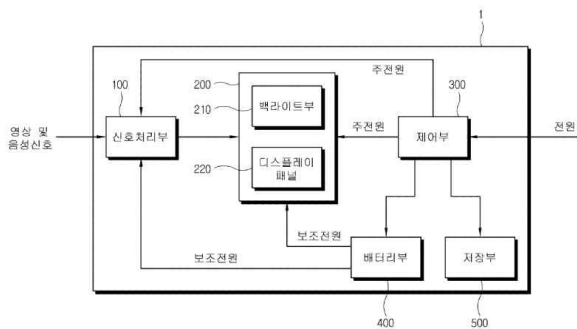 1
주전원
100
200
300
210
백라이트부
영상 및
음성신호
신호처리부
주전원
제어부
전원
220
디스플레이
패널
보조전원
보조전원
배터리부
저장부
400
500